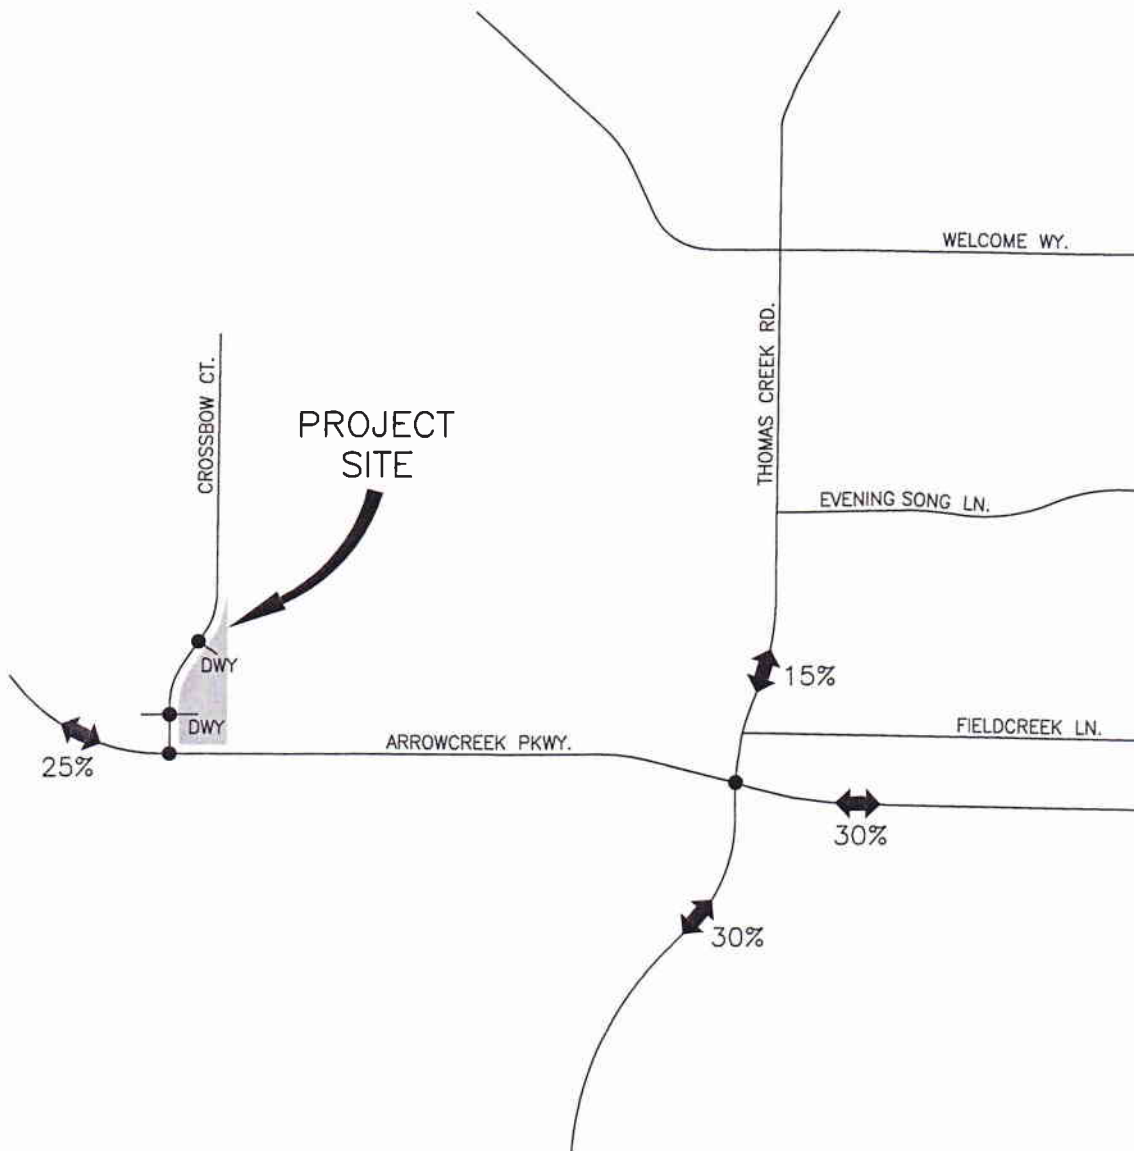 WELCOME WY.
THOMAS CREEK RD.
CROSSBOW CT.
PROJECT
SITE
EVENING SONG LN.
DWY
15%
DWY
FIELDCREEK LN.
ARROWCREEK PKWY.
25%
30%
30%